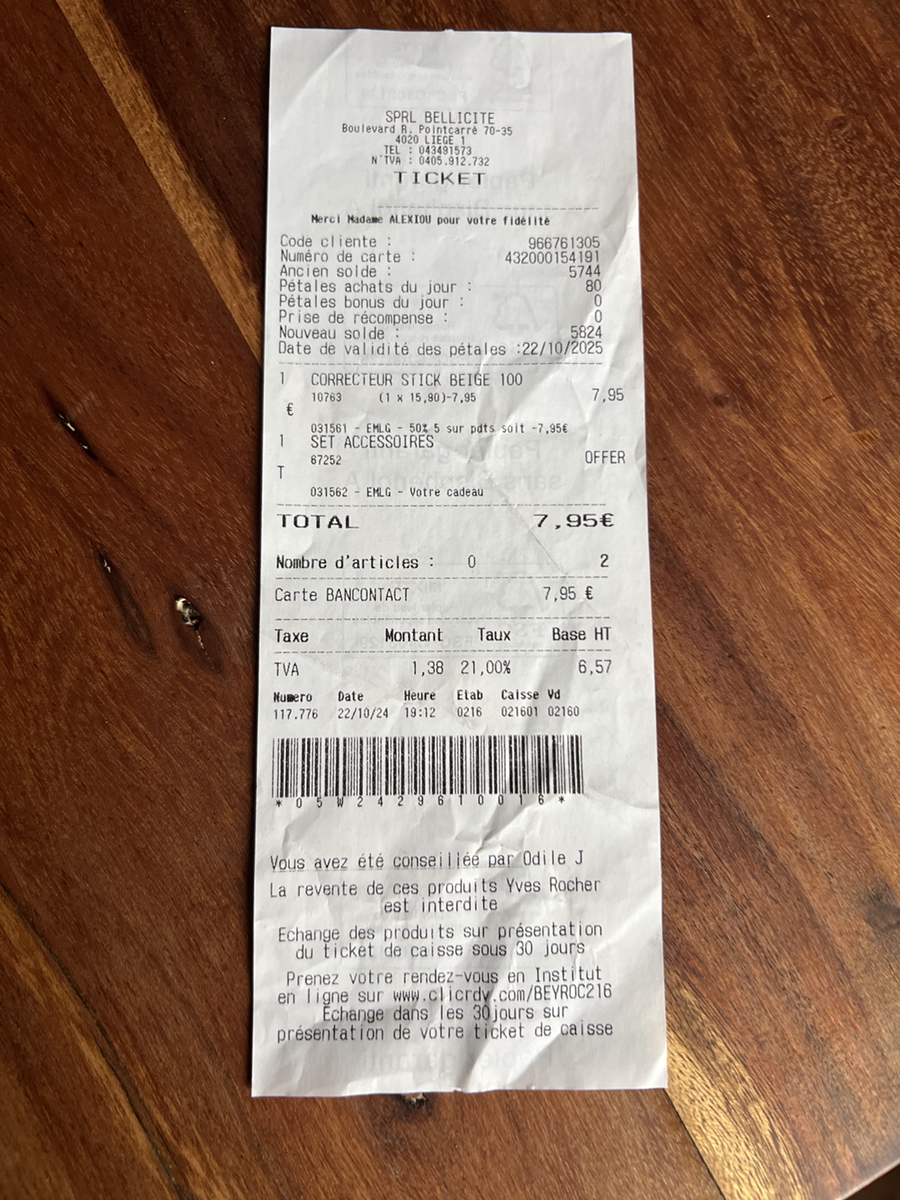 SPRL BELLICITE
Boulevard R. Pointcarré 70-35
4020 LIEGE 1
TEL : 043491573
N°TVA : 0405.912.732
TICKET
Merci Madame ALEXIOU pour votre fidélité
Code cliente : 966761305
Numéro de carte : 432000154191
Ancien solde : 5744
Pétales achats du jour : 80
Pétales bonus du jour : 0
Prise de récompense : 0
Nouveau solde : 5824
Date de validité des pétales :22/10/2025
1 CORRECTEUR STICK BEIGE 100
10763 (1 x 15,90)-7,95 7,95
€
031561 - EMLG - 50% 5 sur pdts soit -7,95€
1 SET ACCESSOIRES
67252 OFFER
T
031562 - EMLG - Votre cadeau
TOTAL 7,95€
Nombre d'articles : 0 2
Carte BANCONTACT 7,95 €
Taxe Montant Taux Base HT
TVA 1,38 21,00% 6,57
Numero Date Heure Etab Caisse Vd
117.776 22/10/24 19:12 0216 021601 02160
*05W2429610016*
Vous avez été conseillée par Odile J
La revente de ces produits Yves Rocher
est interdite
Echange des produits sur présentation
du ticket de caisse sous 30 jours
Prenez votre rendez-vous en Institut
en ligne sur www.clicrdv.com/BEYROC216
Echange dans les 30jours sur
présentation de votre ticket de caisse